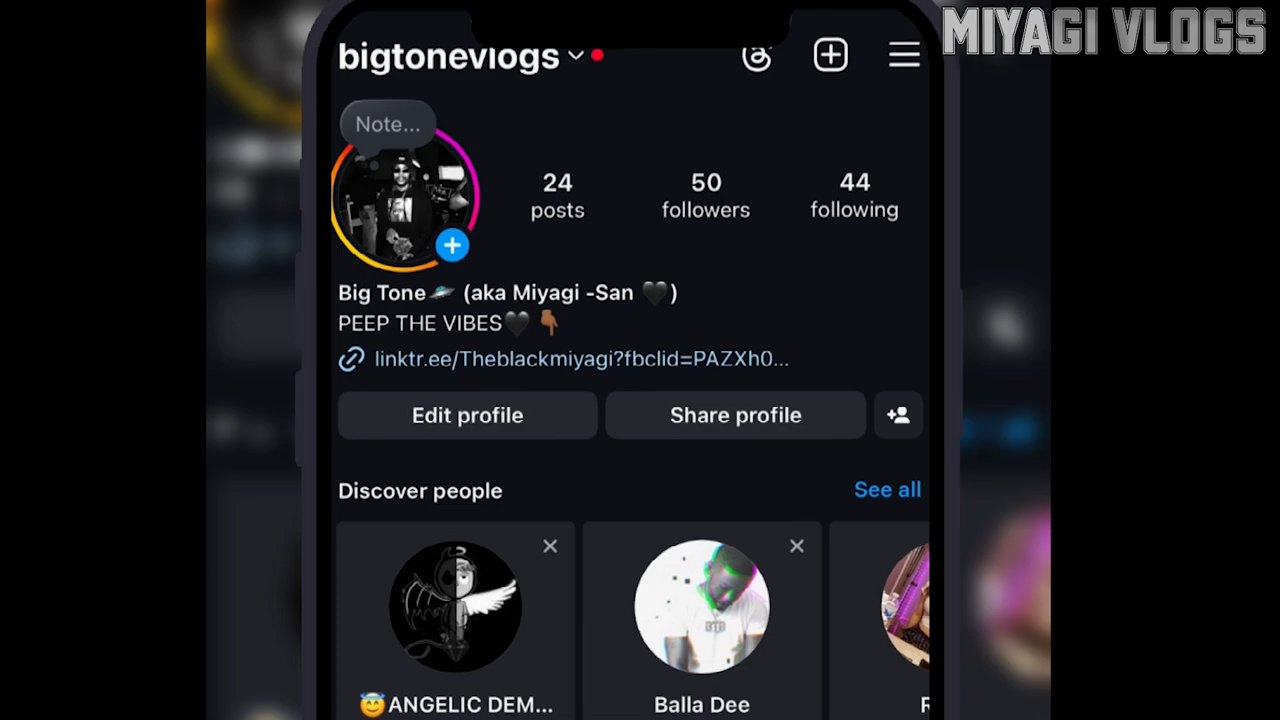 MIYAGI VLOGS
bigtonevlogs
Note...
24 50 44
posts followers following
Big Tone🛸 (aka Miyagi -San 🖤)
PEEP THE VIBES🖤 👇🏾
linktr.ee/Theblackmiyagi?fbclid=PAZXh0...
Edit profile Share profile
Discover people See all
😇ANGELIC DEM... Balla Dee